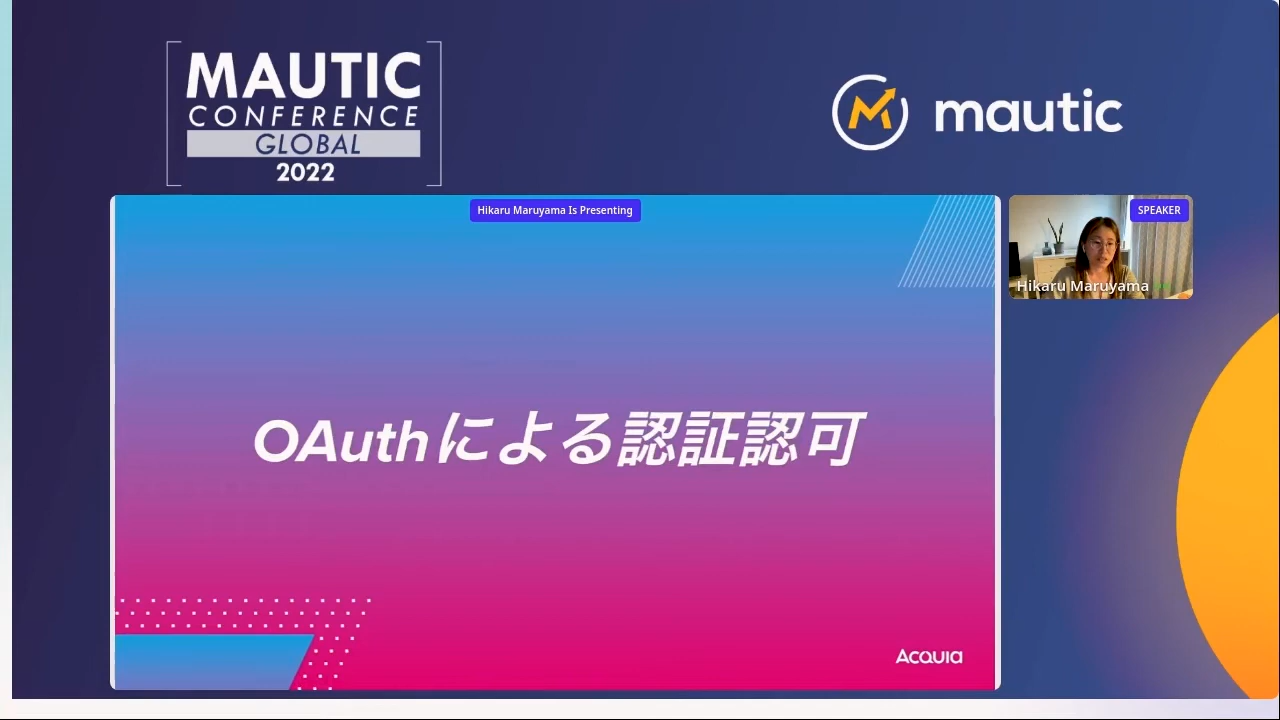 MAUTIC
CONFERENCE
GLOBAL
2022
mautic
Hikaru Maruyama Is Presenting
SPEAKER
Hikaru Maruyama
OAuthによる認証認可
Acquia